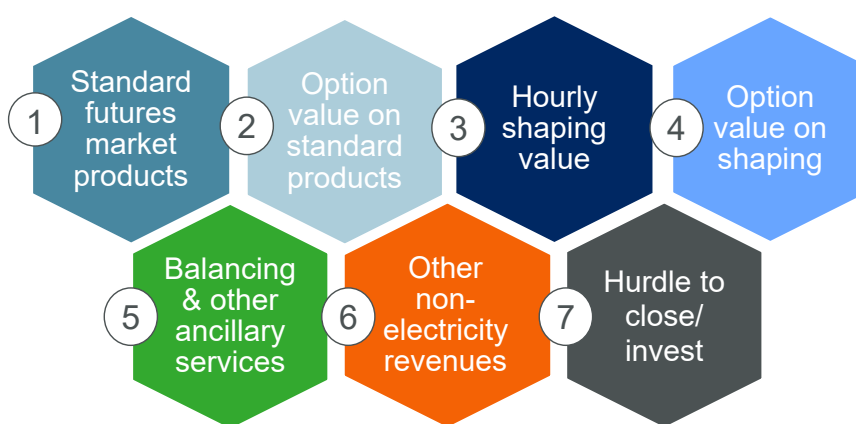 1
Standard
futures
market
products
2
Option
value on
standard
products
3
Hourly
shaping
value
4
Option
value on
shaping
5
Balancing
& other
ancillary
services
6
Other
non-
electricity
revenues
7
Hurdle to
close/
invest